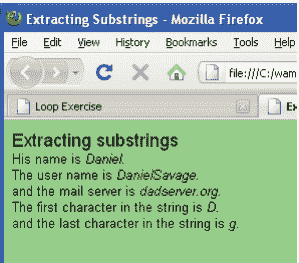 Extracting Substrings - Mozilla Firefox
File Edit View History Bookmarks Tools Help
file:///C:/wam
Loop Exercise Ex
Extracting substrings
His name is Daniel.
The user name is DanielSavage.
and the mail server is dadserver.org.
The first character in the string is D.
and the last character in the string is g.